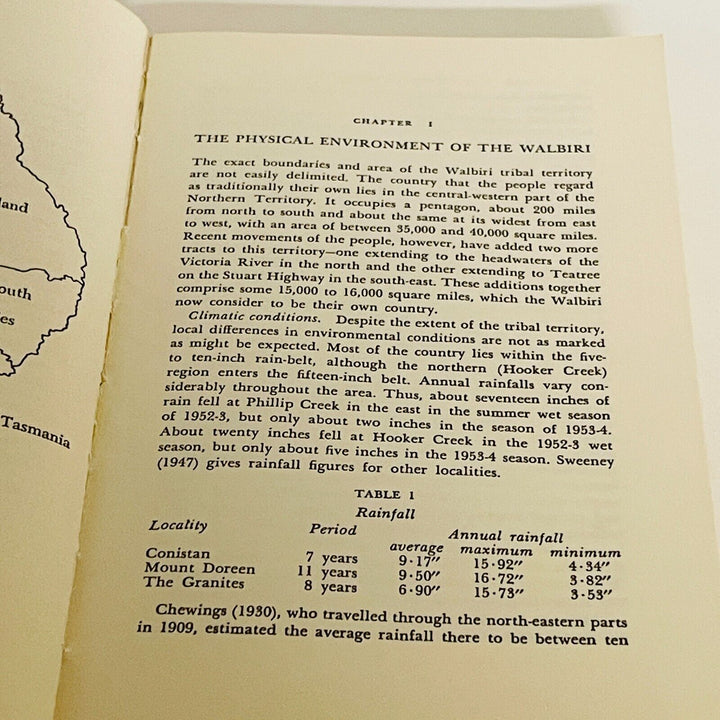 land
outh
es
Tasmania
CHAPTER I
THE PHYSICAL ENVIRONMENT OF THE WALBIRI
The exact boundaries and area of the Walbiri tribal territory
are not easily delimited. The country that the people regard
as traditionally their own lies in the central-western part of the
Northern Territory. It occupies a pentagon, about 200 miles
from north to south and about the same at its widest from east
to west, with an area of between 35,000 and 40,000 square miles.
Recent movements of the people, however, have added two more
tracts to this territory—one extending to the headwaters of the
Victoria River in the north and the other extending to Teatree
on the Stuart Highway in the south-east. These additions together
comprise some 15,000 to 16,000 square miles, which the Walbiri
now consider to be their own country.
Climatic conditions. Despite the extent of the tribal territory,
local differences in environmental conditions are not as marked
as might be expected. Most of the country lies within the five-
to ten-inch rain-belt, although the northern (Hooker Creek)
region enters the fifteen-inch belt. Annual rainfalls vary con-
siderably throughout the area. Thus, about seventeen inches of
rain fell at Phillip Creek in the east in the summer wet season
of 1952-3, but only about two inches in the season of 1953-4.
About twenty inches fell at Hooker Creek in the 1952-3 wet
season, but only about five inches in the 1953-4 season. Sweeney
(1947) gives rainfall figures for other localities.
TABLE 1
Rainfall
Locality Period Annual rainfall
average maximum minimum
Conistan 7 years 9·17″ 15·92″ 4·34″
Mount Doreen 11 years 9·50″ 16·72″ 3·82″
The Granites 8 years 6·90″ 15·73″ 3·53″
Chewings (1930), who travelled through the north-eastern parts
in 1909, estimated the average rainfall there to be between ten